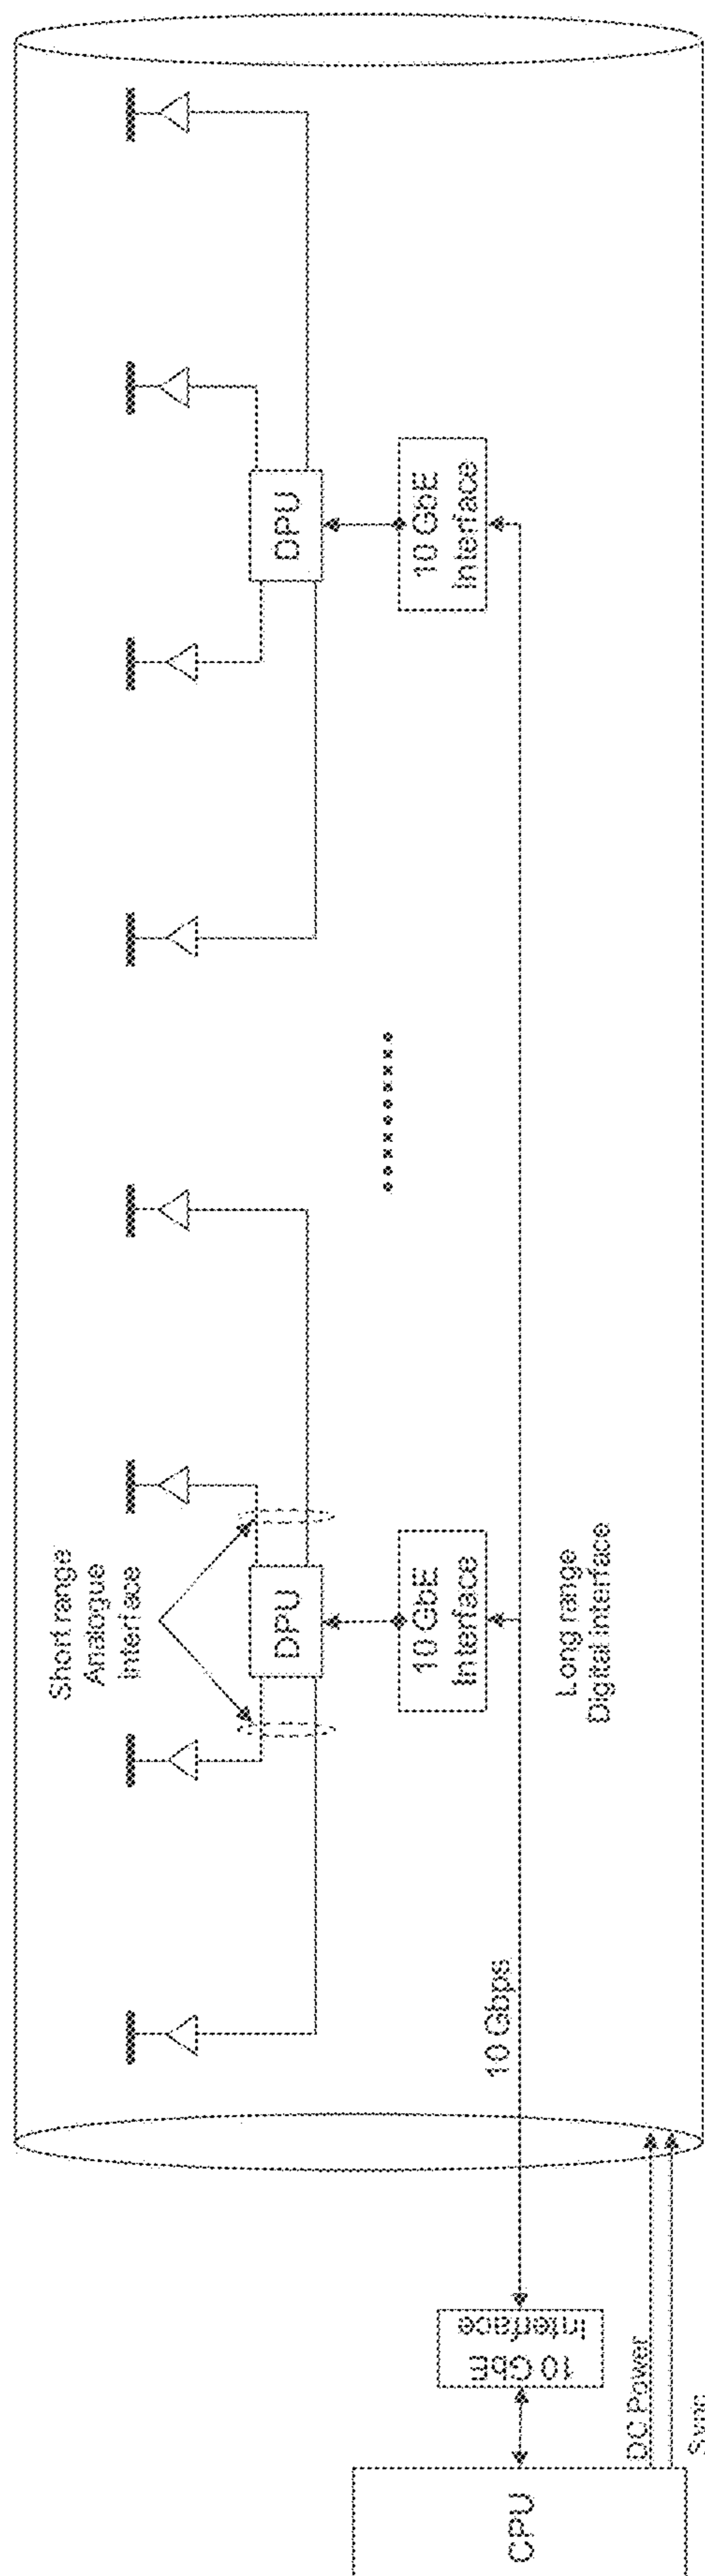 Short range
Analogue
Interface
DPU
DPU
10 GbE
Interface
10 GbE
Interface
Long range
Digital interface
10 Gbps
10 GbE
Interface
DC Power
Sync
CPU